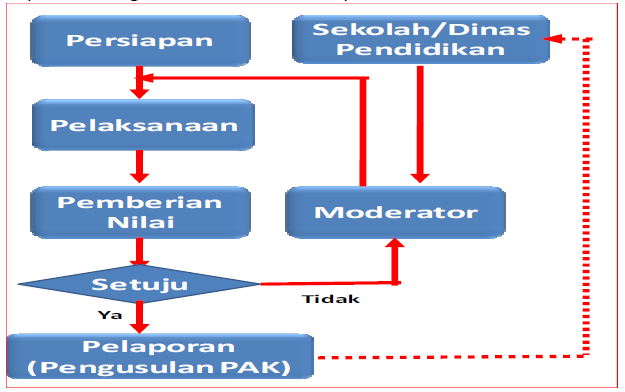 Persiapan
Sekolah/Dinas
Pendidikan
Pelaksanaan
Pemberian
Nilai
Moderator
Setuju
Tidak
Ya
Pelaporan
(Pengusulan PAK)